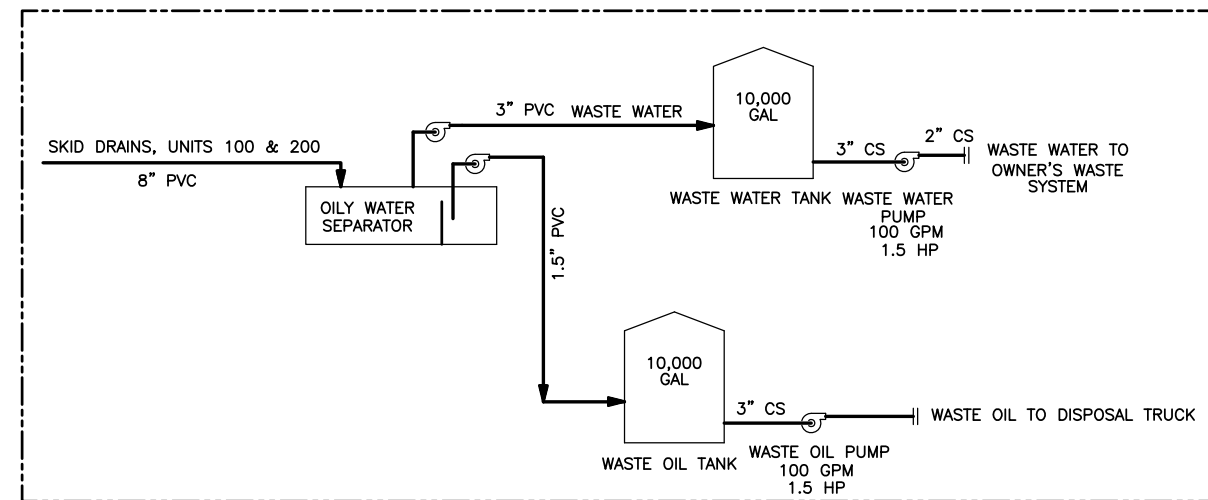 10,000
GAL
3" PVC WASTE WATER
SKID DRAINS, UNITS 100 & 200
8" PVC
3" CS
2" CS
WASTE WATER TO
OWNER'S WASTE
SYSTEM
OILY WATER
SEPARATOR
WASTE WATER TANK
WASTE WATER
PUMP
100 GPM
1.5 HP
1.5" PVC
10,000
GAL
3" CS
WASTE OIL TO DISPOSAL TRUCK
WASTE OIL TANK
WASTE OIL PUMP
100 GPM
1.5 HP